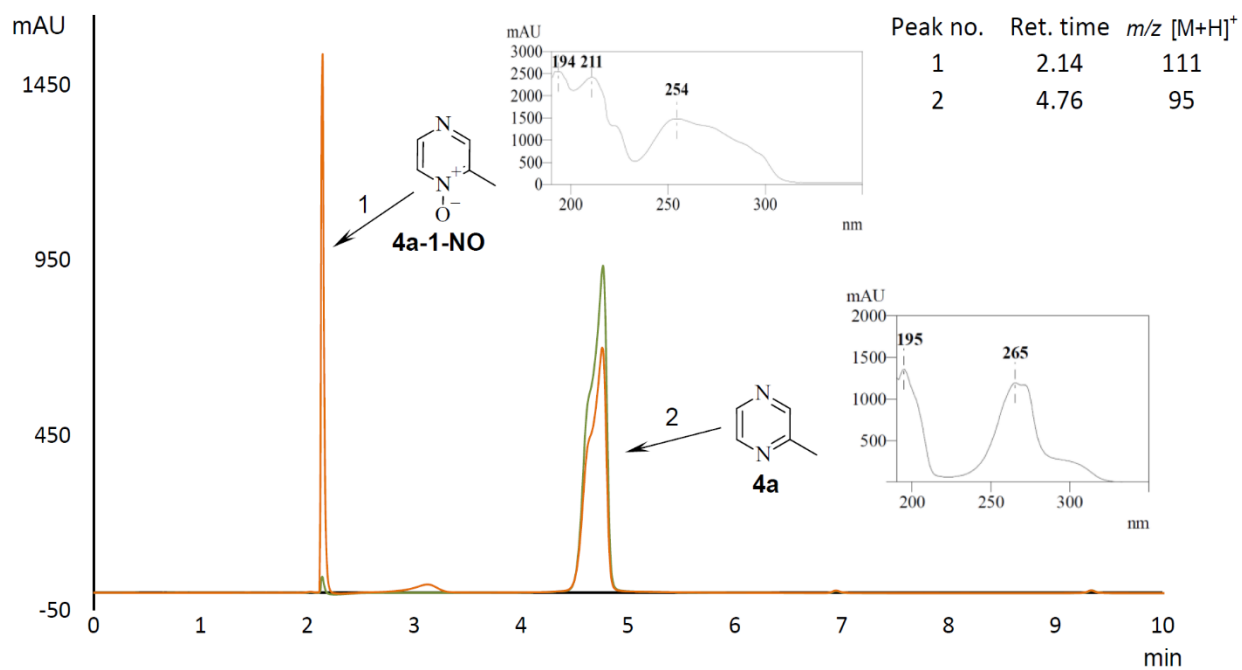 mAU
1450
950
450
-50
0 1 2 3 4 5 6 7 8 9 10
min
Peak no. Ret. time m/z [M+H]+
1 2.14 111
2 4.76 95
mAU
3000
2500
2000
1500
1000
500
0
194 211 254
200 250 300
nm
N
N+
O−
4a-1-NO
1
mAU
2000
1500
1000
500
195 265
200 250 300
nm
N
N
4a
2